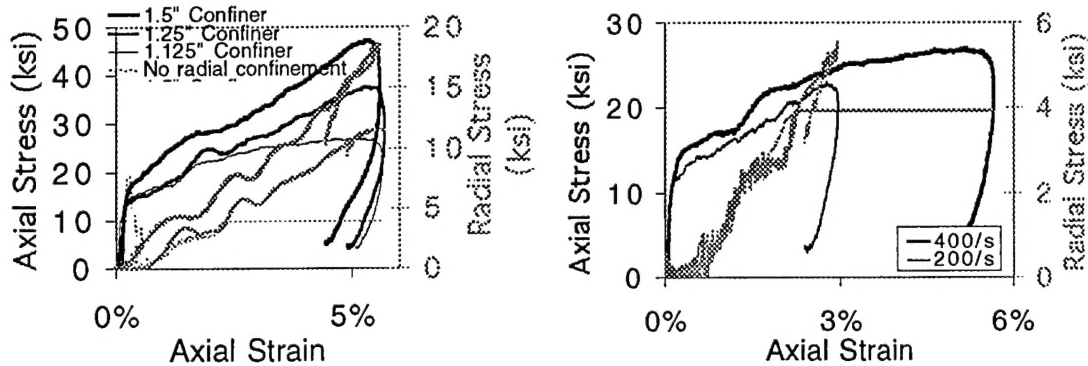 1.5" Confiner
1.25" Confiner
1.125" Confiner
No radial confinement
50
40
30
20
10
0
Axial Stress (ksi)
20
15
10
5
0
Radial Stress
(ksi)
0%
5%
Axial Strain
30
20
10
0
Axial Stress (ksi)
6
4
2
0
Radial Stress (ksi)
400/s
200/s
0%
3%
6%
Axial Strain